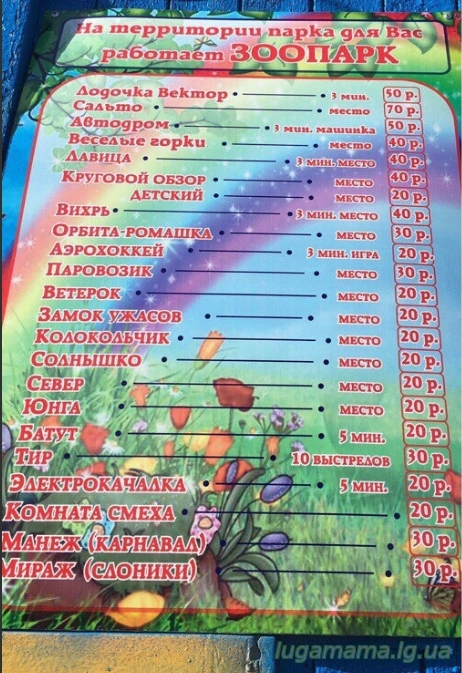 На территории парка для Вас
работает ЗООПАРК
Лодочка Вектор 3 мин. 50 р.
Сальто место 70 р.
Автодром 3 мин. машинка 50 р.
Веселые горки место 40 р.
Лавица 3 мин. место 40 р.
Круговой обзор место 40 р.
детский место 20 р.
Вихрь 3 мин. место 40 р.
Орбита-ромашка место 30 р.
Аэрохоккей 3 мин. игра 20 р.
Паровозик место 30 р.
Ветерок место 20 р.
Замок ужасов место 20 р.
Колокольчик место 20 р.
Солнышко место 20 р.
Север место 20 р.
Юнга место 20 р.
Батут 5 мин. 20 р.
Тир 10 выстрелов 30 р.
Электрокачалка 5 мин. 20 р.
Комната смеха 20 р.
Манеж (карнавал) 30 р.
Мираж (слоники) 30 р.
lugamama.lg.ua